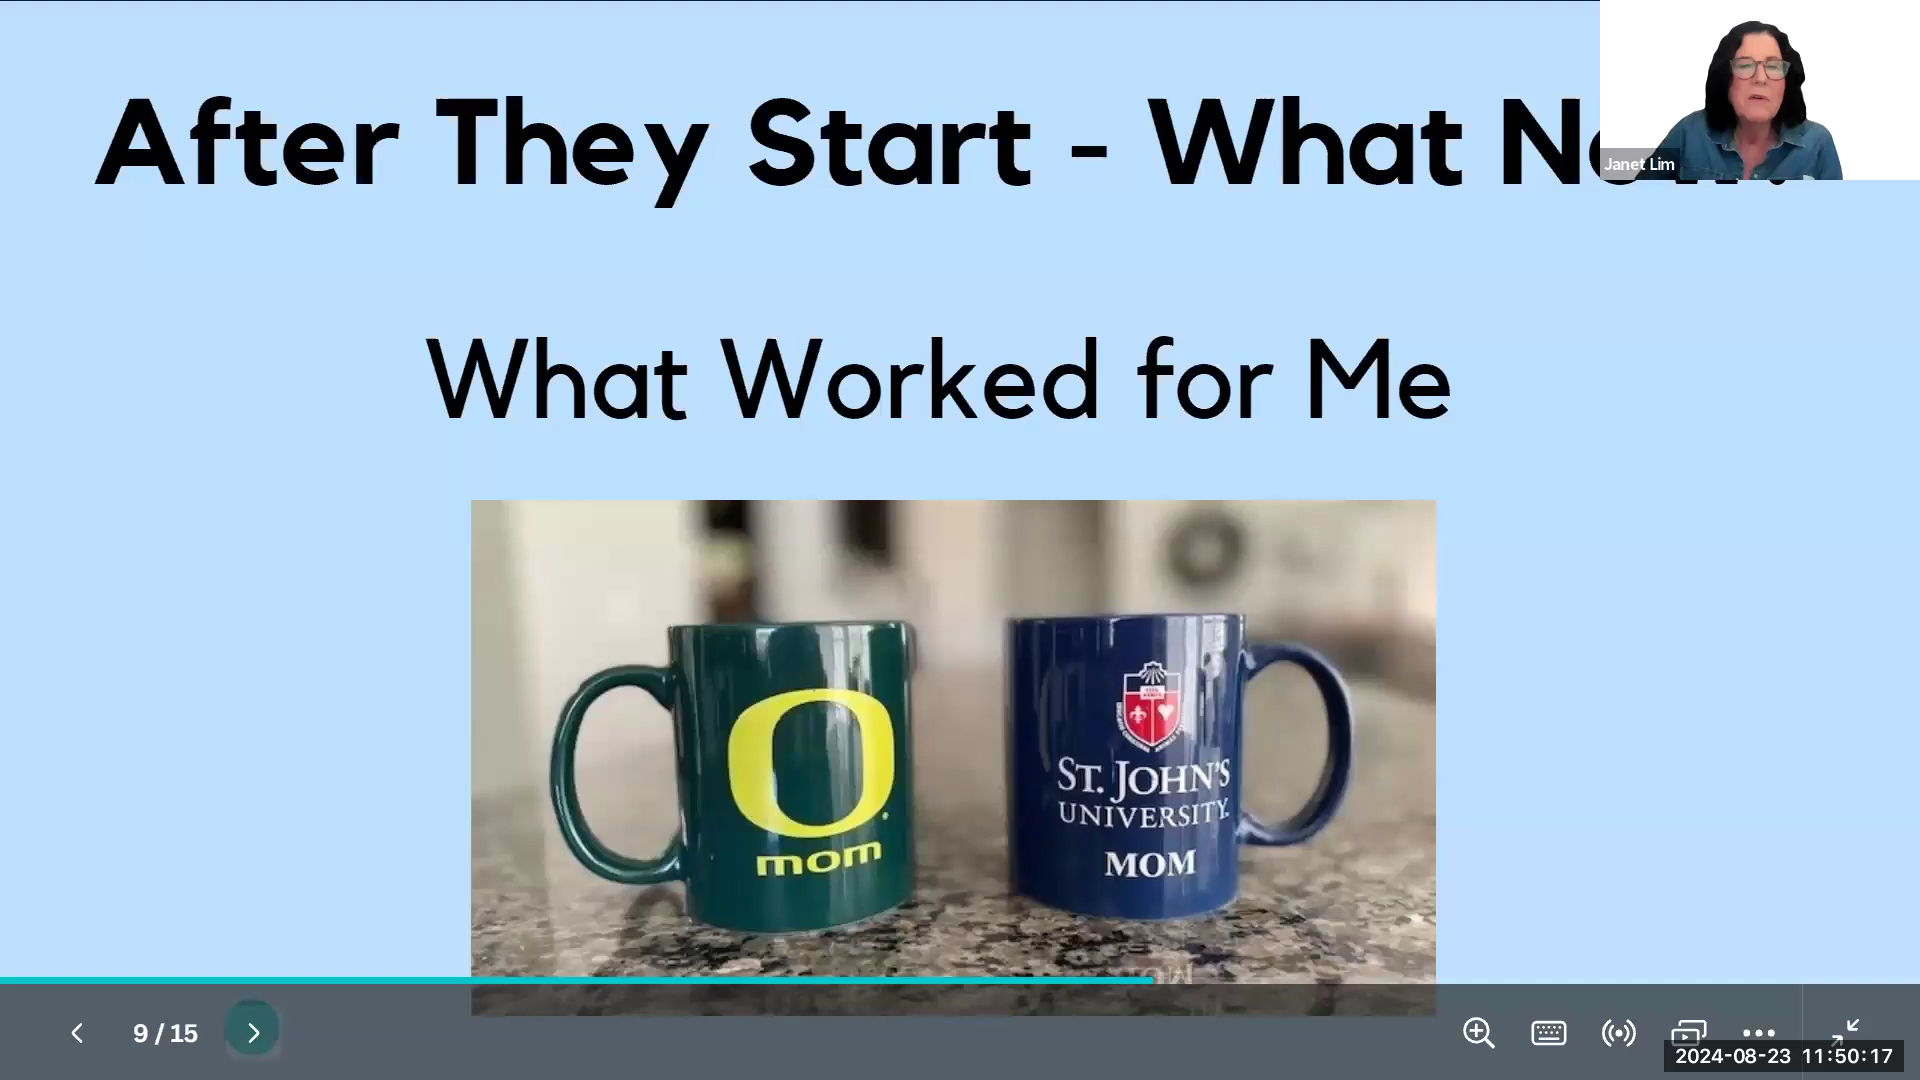 After They Start - What
Janet Lim
What Worked for Me
O
mom
ST. JOHN'S
UNIVERSITY
MOM
9 / 15
2024-08-23 11:50:17